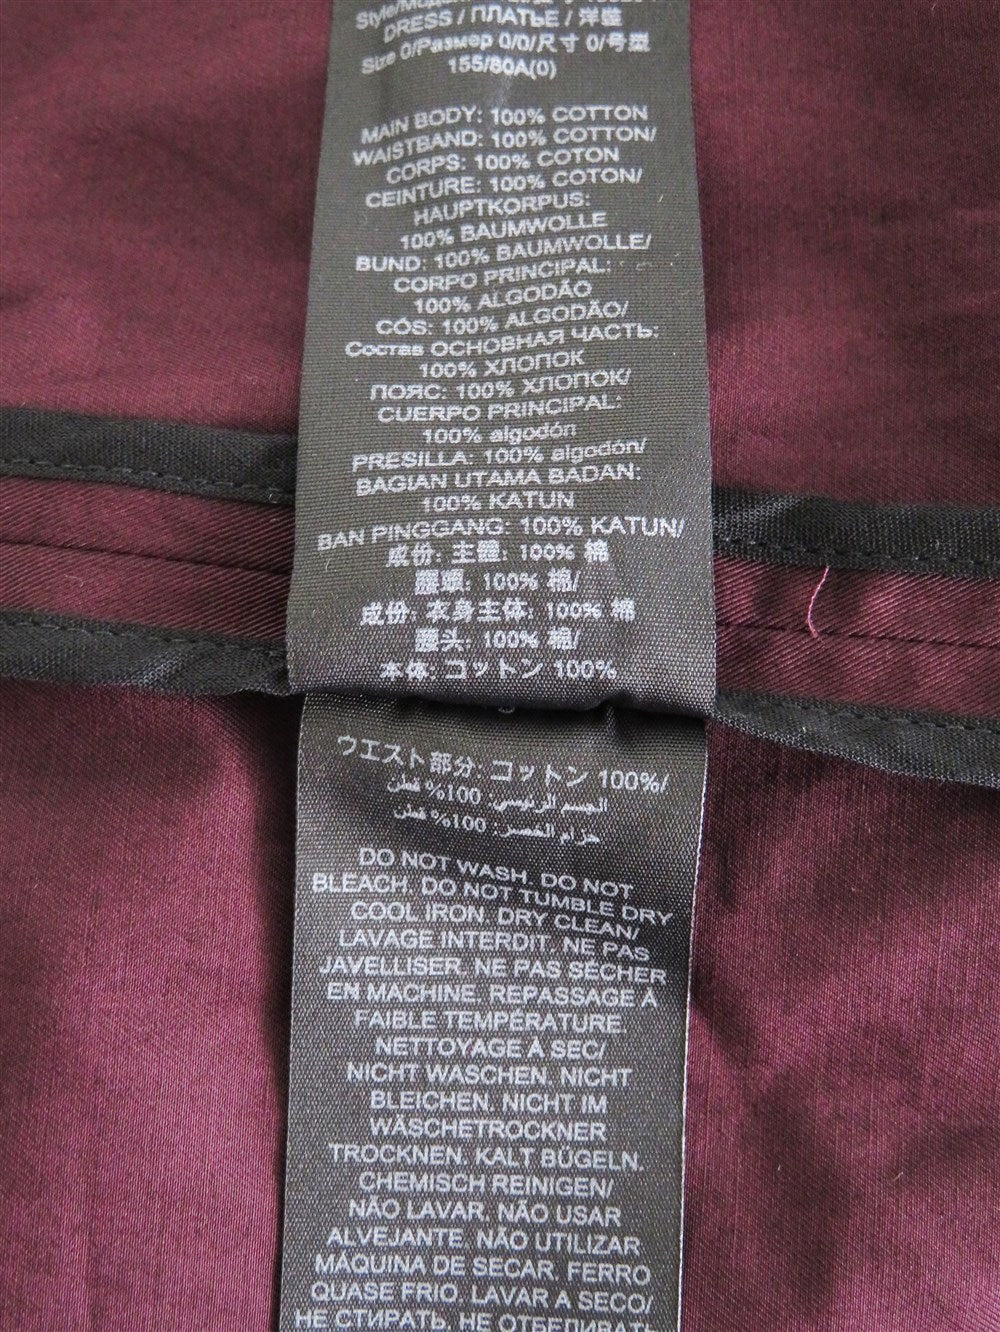 Style/
DRESS / ПЛАТЬЕ / 洋裝
Size 0/Размер 0/0/尺寸 0/号型
155/80A(0)
MAIN BODY: 100% COTTON
WAISTBAND: 100% COTTON/
CORPS: 100% COTON
CEINTURE: 100% COTON/
HAUPTKORPUS:
100% BAUMWOLLE
BUND: 100% BAUMWOLLE/
CORPO PRINCIPAL:
100% ALGODÃO
CÓS: 100% ALGODÃO/
Состав ОСНОВНАЯ ЧАСТЬ:
100% ХЛОПОК
ПОЯС: 100% ХЛОПОК/
CUERPO PRINCIPAL:
100% algodón
PRESILLA: 100% algodón/
BAGIAN UTAMA BADAN:
100% KATUN
BAN PINGGANG: 100% KATUN/
成份: 主體: 100% 棉
腰頭: 100% 棉/
成份: 衣身主体: 100% 棉
腰头: 100% 棉/
本体: コットン 100%
ウエスト部分: コットン 100%/
الجسم الرئيسي: 100% قطن
حزام الخصر: 100% قطن
DO NOT WASH. DO NOT
BLEACH. DO NOT TUMBLE DRY
COOL IRON. DRY CLEAN/
LAVAGE INTERDIT. NE PAS
JAVELLISER. NE PAS SÉCHER
EN MACHINE. REPASSAGE À
FAIBLE TEMPÉRATURE.
NETTOYAGE À SEC/
NICHT WASCHEN. NICHT
BLEICHEN. NICHT IM
WÄSCHETROCKNER
TROCKNEN. KALT BÜGELN.
CHEMISCH REINIGEN/
NÃO LAVAR. NÃO USAR
ALVEJANTE. NÃO UTILIZAR
MÁQUINA DE SECAR. FERRO
QUASE FRIO. LAVAR A SECO/
НЕ СТИРАТЬ. НЕ ОТБЕЛИВАТЬ